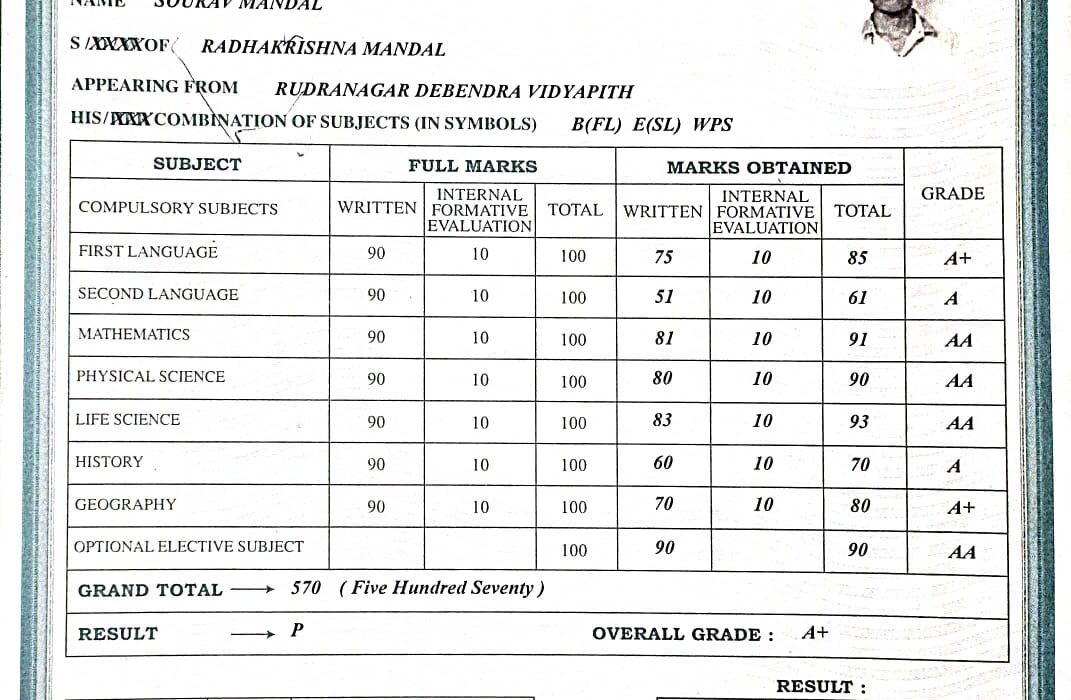 NAME SOURAV MANDAL
S/XXXX OF RADHAKRISHNA MANDAL
APPEARING FROM RUDRANAGAR DEBENDRA VIDYAPITH
HIS/XXX COMBINATION OF SUBJECTS (IN SYMBOLS) B(FL) E(SL) WPS
SUBJECT FULL MARKS MARKS OBTAINED GRADE
COMPULSORY SUBJECTS WRITTEN INTERNAL FORMATIVE EVALUATION TOTAL WRITTEN INTERNAL FORMATIVE EVALUATION TOTAL
FIRST LANGUAGE 90 10 100 75 10 85 A+
SECOND LANGUAGE 90 10 100 51 10 61 A
MATHEMATICS 90 10 100 81 10 91 AA
PHYSICAL SCIENCE 90 10 100 80 10 90 AA
LIFE SCIENCE 90 10 100 83 10 93 AA
HISTORY 90 10 100 60 10 70 A
GEOGRAPHY 90 10 100 70 10 80 A+
OPTIONAL ELECTIVE SUBJECT 100 90 90 AA
GRAND TOTAL → 570 ( Five Hundred Seventy )
RESULT → P OVERALL GRADE : A+
RESULT :